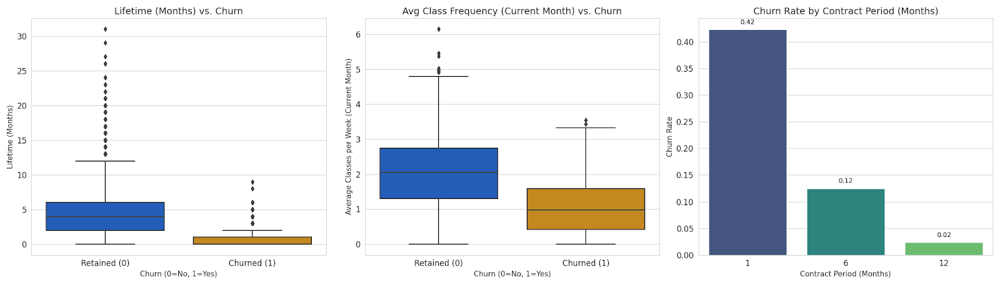 Lifetime (Months) vs. Churn
Lifetime (Months)
30
25
20
15
10
5
0
Retained (0)
Churned (1)
Churn (0=No, 1=Yes)
Avg Class Frequency (Current Month) vs. Churn
Average Classes per Week (Current Month)
6
5
4
3
2
1
0
Retained (0)
Churned (1)
Churn (0=No, 1=Yes)
Churn Rate by Contract Period (Months)
Churn Rate
0.40
0.35
0.30
0.25
0.20
0.15
0.10
0.05
0.00
0.42
0.12
0.02
1
6
12
Contract Period (Months)